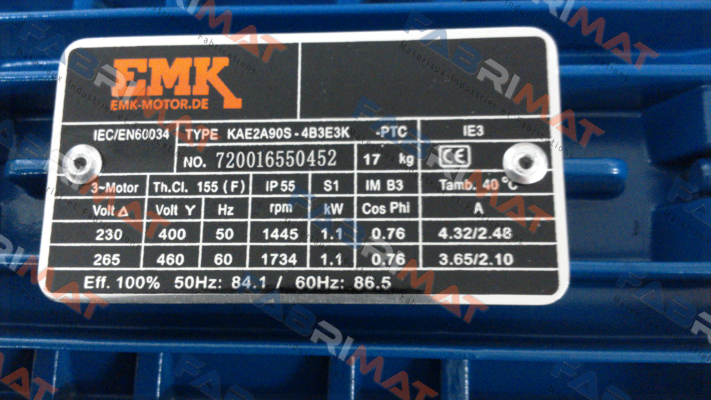 EMK
EMK-MOTOR.DE
IEC/EN60034 TYPE KAE2A90S-4B3E3K -PTC IE3
NO. 720016550452 17 kg CE
3~Motor Th.Cl. 155 (F) IP 55 S1 IM B3 Tamb. 40 °C
Volt Δ Volt Y Hz rpm kW Cos Phi A
230 400 50 1445 1.1 0.76 4.32/2.48
265 460 60 1734 1.1 0.76 3.65/2.10
Eff. 100% 50Hz: 84.1 / 60Hz: 86.5
FABRIMAT
FABRIMAT
FABRIMAT